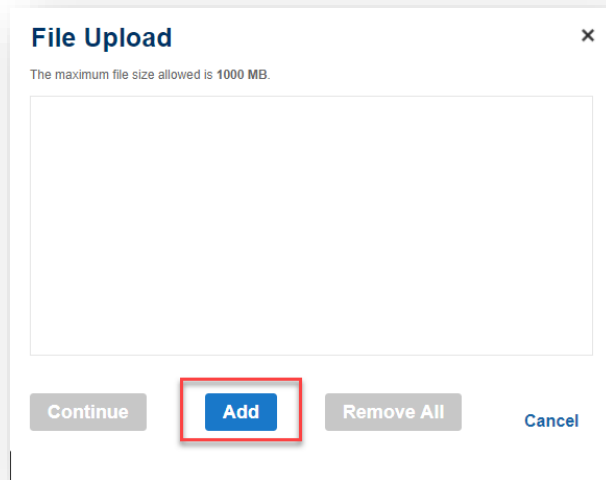 File Upload
The maximum file size allowed is 1000 MB.
Continue Add Remove All Cancel